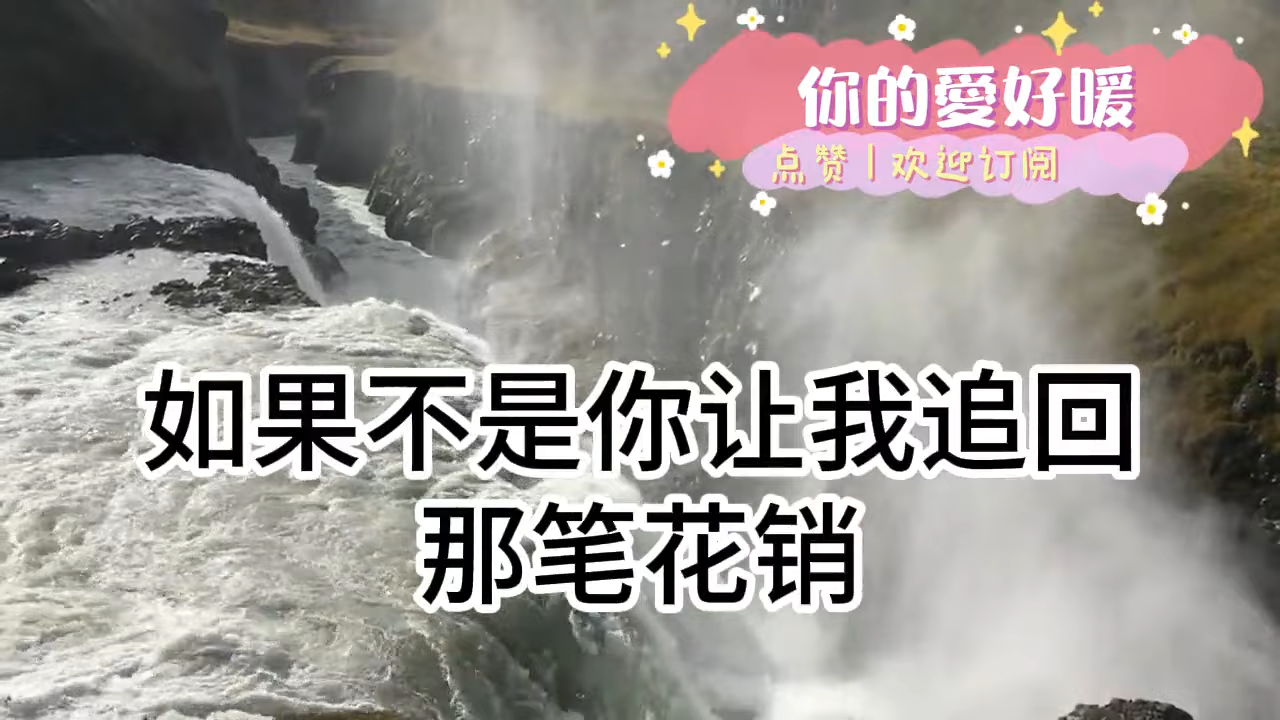 你的愛好暖
点赞 | 欢迎订阅
如果不是你让我追回
那笔花销